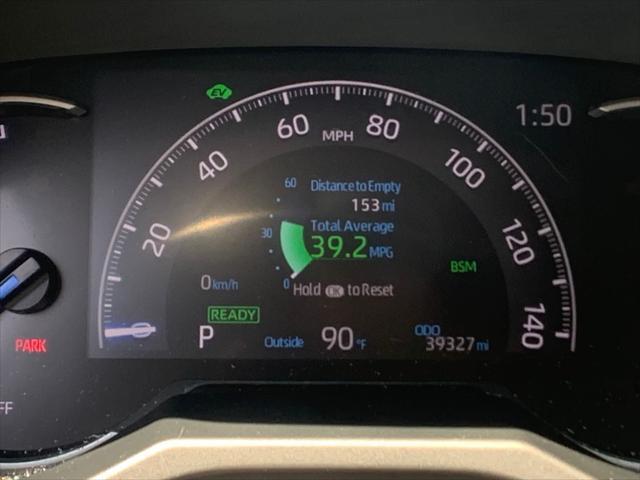 EV
1:50
60
MPH
80
40
100
60
Distance to Empty
153 mi
Total Average
30
39.2 MPG
20
120
BSM
0 km/h
0
Hold OK to Reset
READY
140
P
Outside 90 °F
ODO
39327 mi
PARK
FF